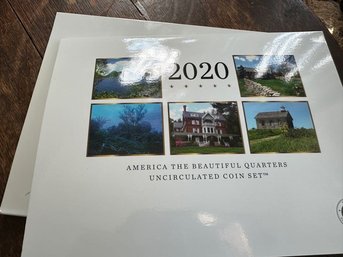 2020
AMERICA THE BEAUTIFUL QUARTERS
UNCIRCULATED COIN SET™